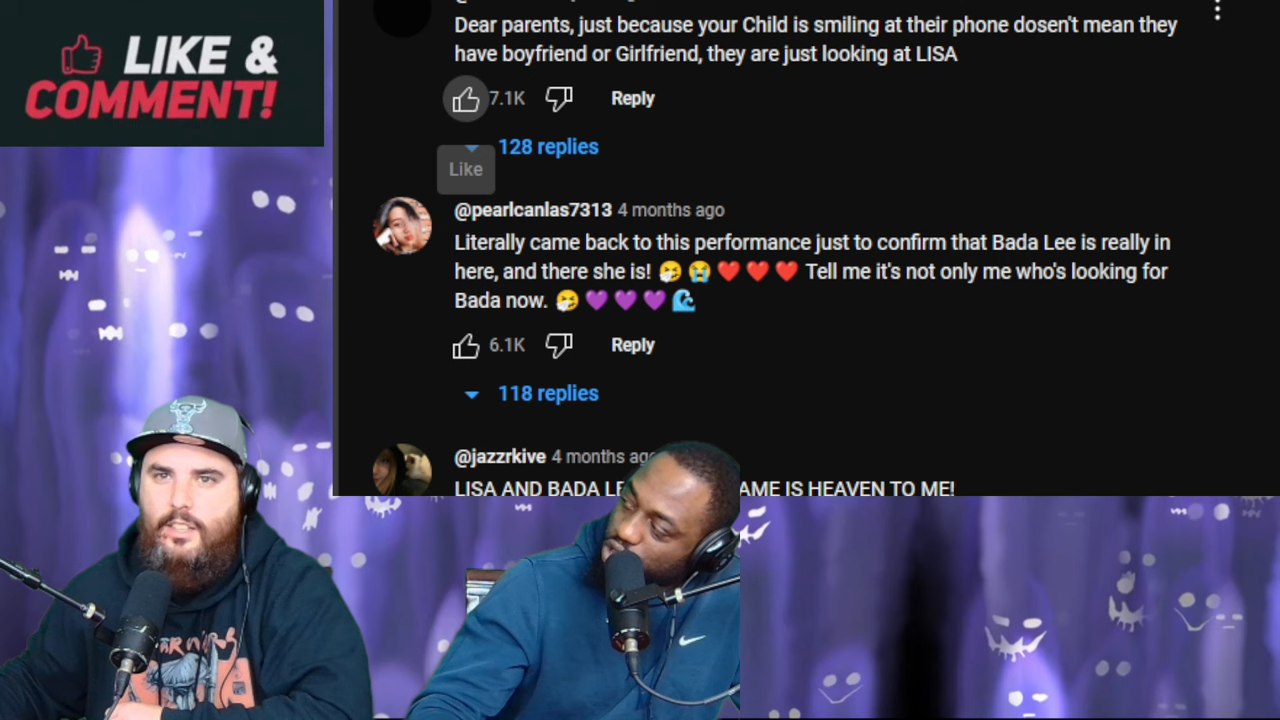 LIKE &
COMMENT!
Dear parents, just because your Child is smiling at their phone dosen't mean they
have boyfriend or Girlfriend, they are just looking at LISA
7.1K Reply
128 replies
Like
@pearlcanlas7313 4 months ago
Literally came back to this performance just to confirm that Bada Lee is really in
here, and there she is! 🤧 😭 ❤️ ❤️ ❤️ Tell me it's not only me who's looking for
Bada now. 🤧 💜 💜 💜 🌊
6.1K Reply
118 replies
@jazzrkive 4 months ago
LISA AND BADA LE AME IS HEAVEN TO ME!